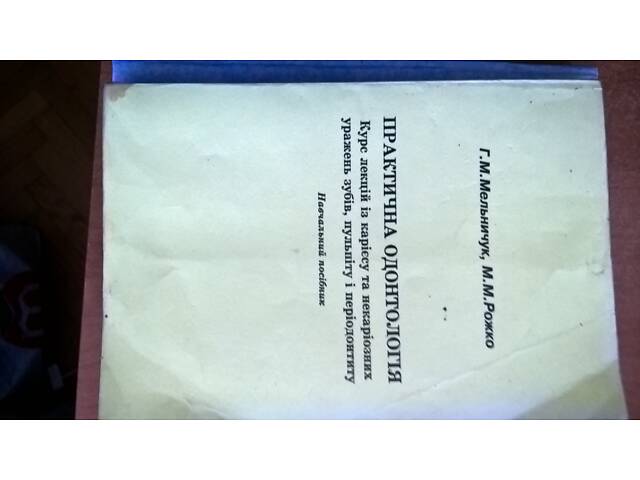 Г.М.Мельничук, М.М.Рожко
ПРАКТИЧНА ОДОНТОЛОГІЯ
Курс лекцій із карієсу та некаріозних
уражень зубів, пульпіту і періодонтиту
Навчальний посібник